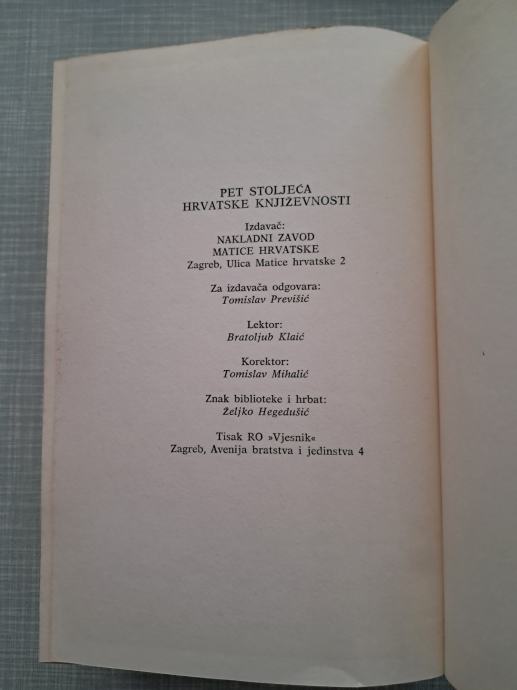 PET STOLJEĆA
HRVATSKE KNJIŽEVNOSTI
Izdavač:
NAKLADNI ZAVOD
MATICE HRVATSKE
Zagreb, Ulica Matice hrvatske 2
Za izdavača odgovara:
Tomislav Previšić
Lektor:
Bratoljub Klaić
Korektor:
Tomislav Mihalić
Znak biblioteke i hrbat:
Željko Hegedušić
Tisak RO »Vjesnik«
Zagreb, Avenija bratstva i jedinstva 4